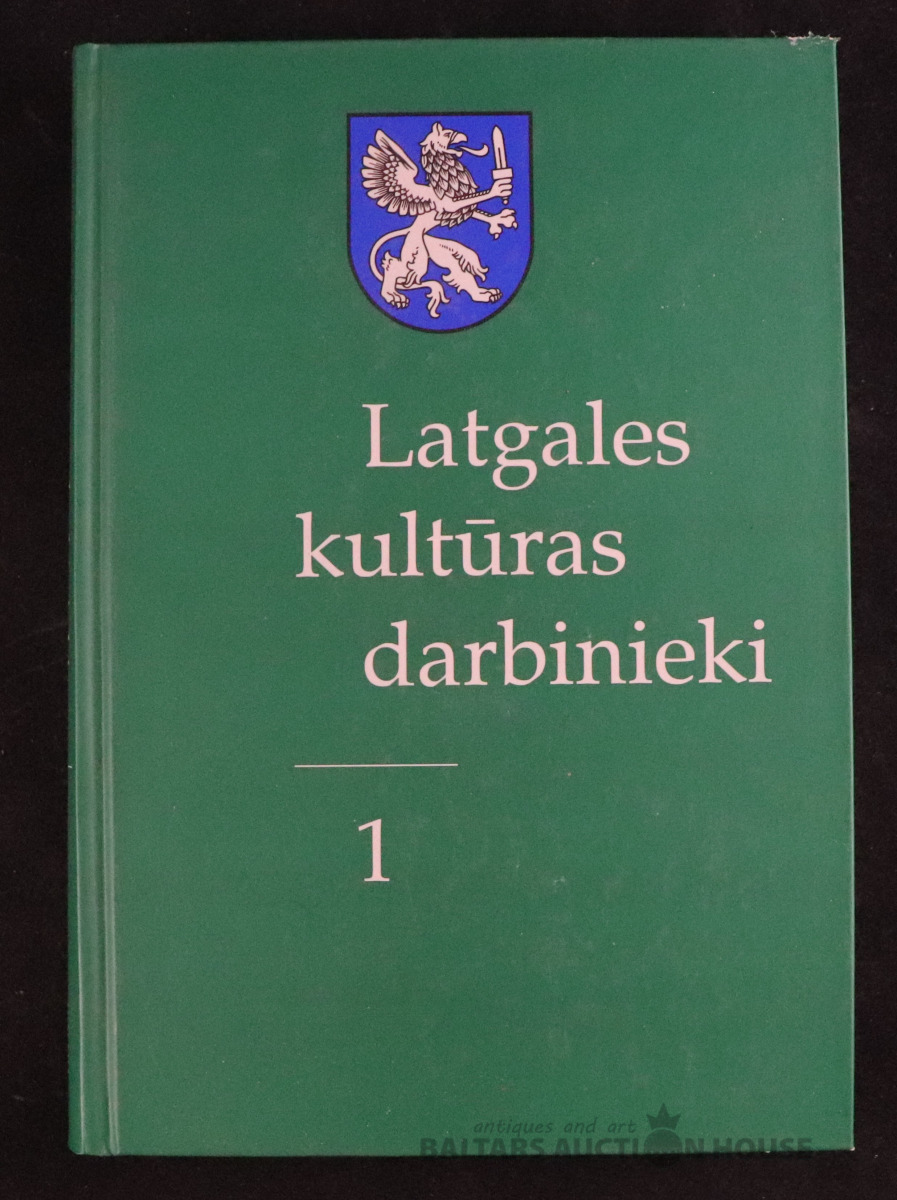 Latgales
kultūras
darbinieki
1
antiques and art
BALTARS AUCTION HOUSE